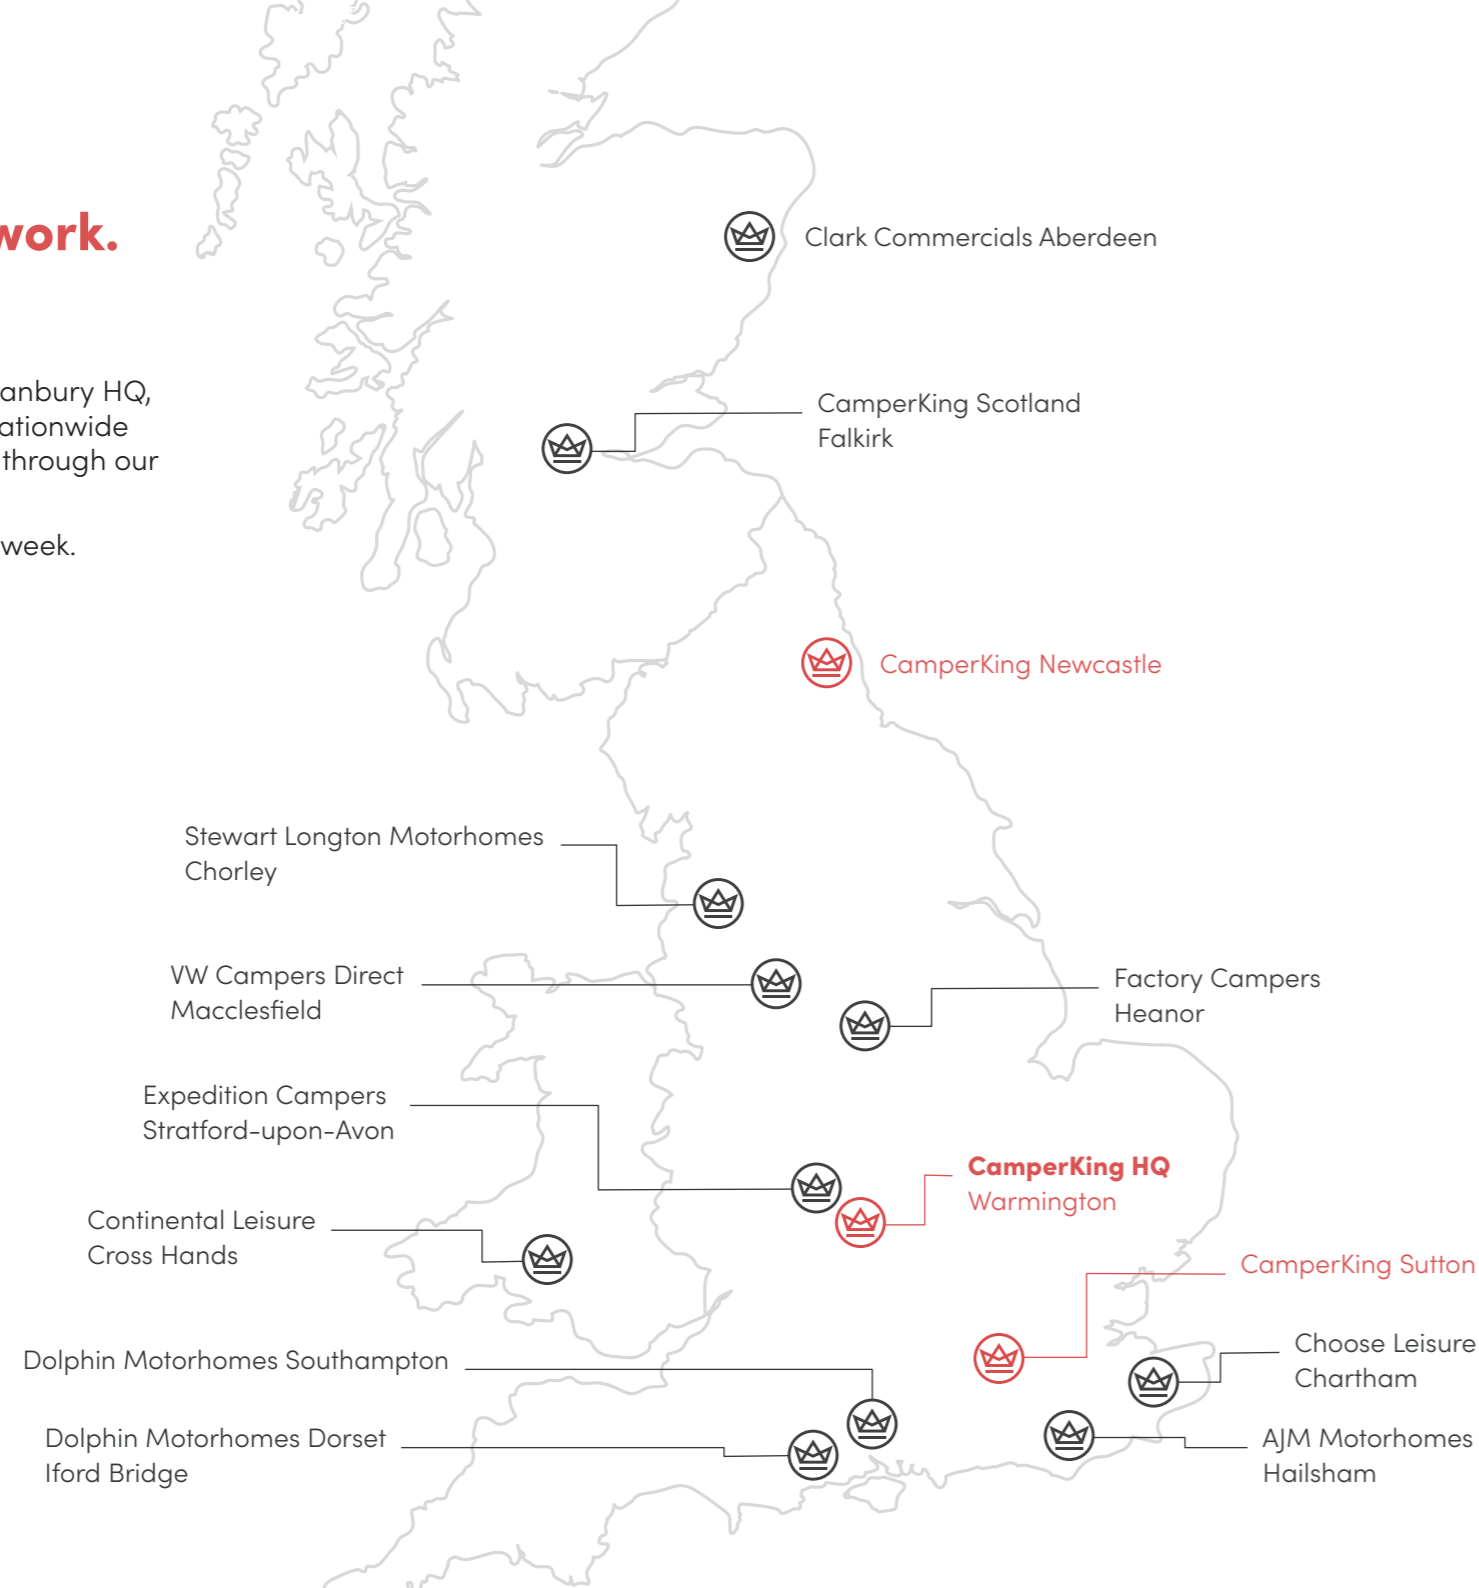 work.
anbury HQ,
ationwide
through our
week.
Clark Commercials Aberdeen
CamperKing Scotland
Falkirk
CamperKing Newcastle
Stewart Longton Motorhomes
Chorley
VW Campers Direct
Macclesfield
Factory Campers
Heanor
Expedition Campers
Stratford-upon-Avon
CamperKing HQ
Warmington
Continental Leisure
Cross Hands
CamperKing Sutton
Choose Leisure
Chartham
Dolphin Motorhomes Southampton
Dolphin Motorhomes Dorset
Iford Bridge
AJM Motorhomes
Hailsham